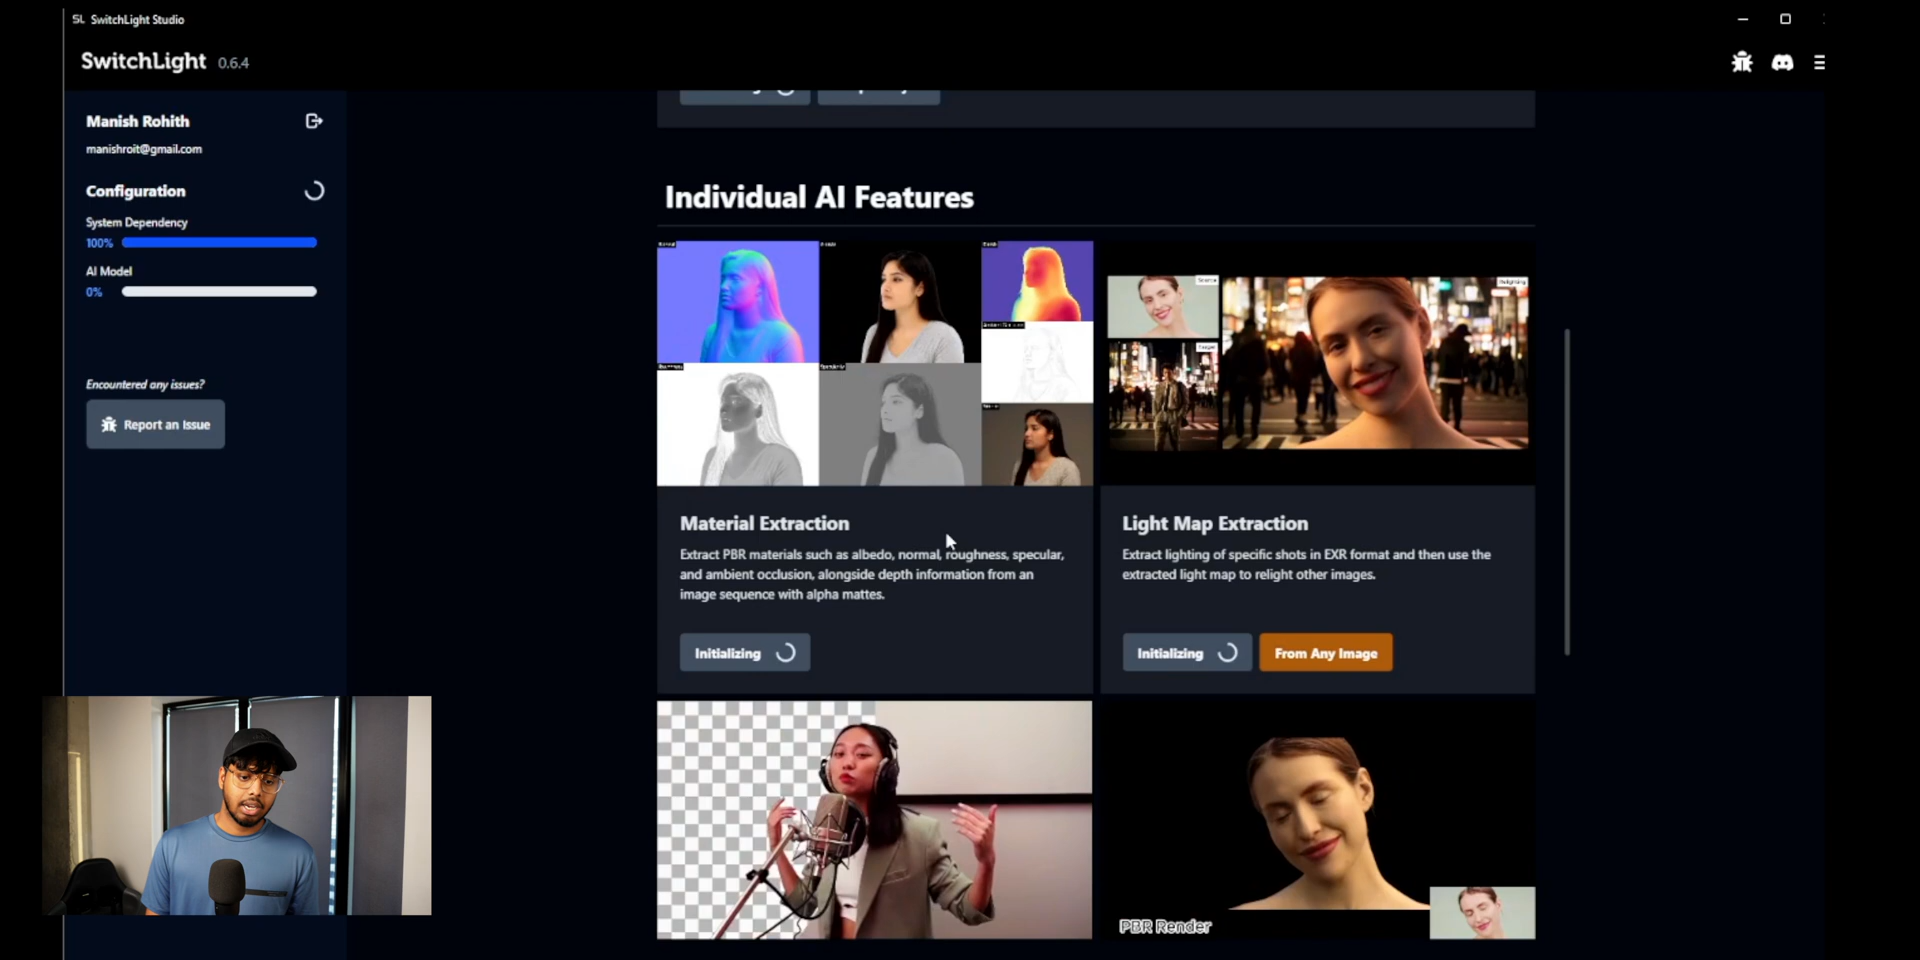 SL SwitchLight Studio
SwitchLight 0.6.4
Manish Rohith
manishroit@gmail.com
Configuration
System Dependency
100%
AI Model
0%
Encountered any issues?
Report an Issue
Individual AI Features
Source
Relighting
Target
Material Extraction
Extract PBR materials such as albedo, normal, roughness, specular,
and ambient occlusion, alongside depth information from an
image sequence with alpha mattes.
Initializing
Light Map Extraction
Extract lighting of specific shots in EXR format and then use the
extracted light map to relight other images.
Initializing
From Any Image
PBR Render